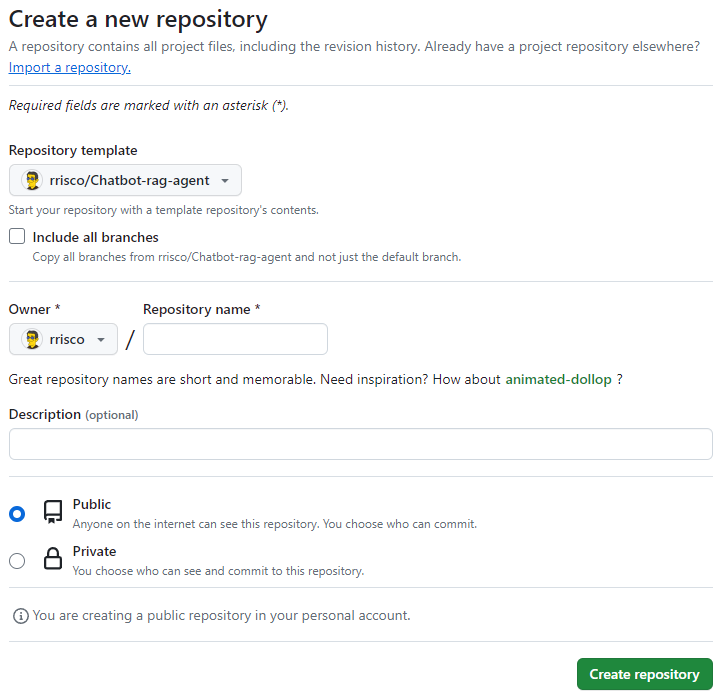 Create a new repository
A repository contains all project files, including the revision history. Already have a project repository elsewhere?
Import a repository.
Required fields are marked with an asterisk (*).
Repository template
rrisco/Chatbot-rag-agent
Start your repository with a template repository's contents.
Include all branches
Copy all branches from rrisco/Chatbot-rag-agent and not just the default branch.
Owner * Repository name *
rrisco /
Great repository names are short and memorable. Need inspiration? How about animated-dollop ?
Description (optional)
Public
Anyone on the internet can see this repository. You choose who can commit.
Private
You choose who can see and commit to this repository.
You are creating a public repository in your personal account.
Create repository